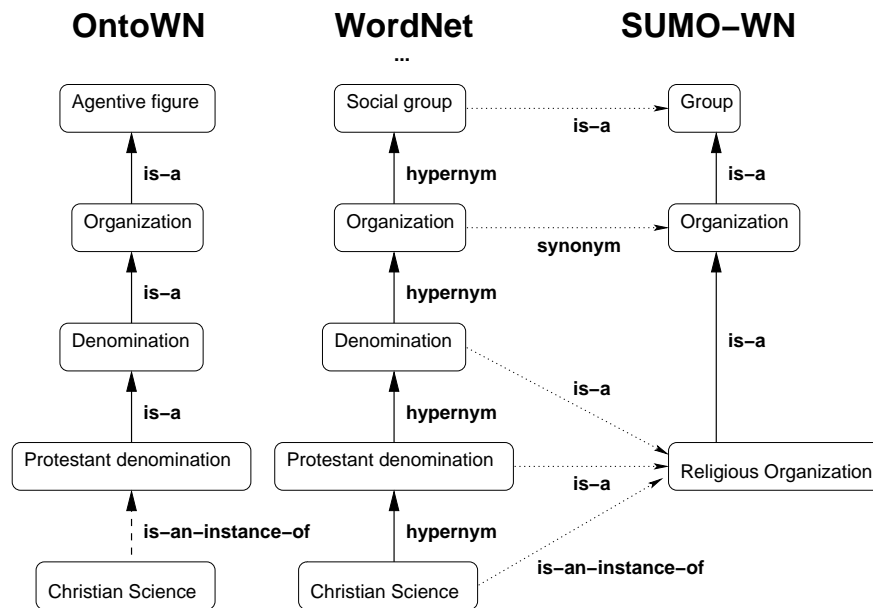 OntoWN WordNet SUMO–WN
...
Agentive figure Social group Group
is–a
is–a hypernym is–a
Organization Organization Organization
synonym
is–a hypernym
Denomination Denomination
is–a
is–a
is–a hypernym
Protestant denomination Protestant denomination Religious Organization
is–a
is–an–instance–of hypernym
is–an–instance–of
Christian Science Christian Science